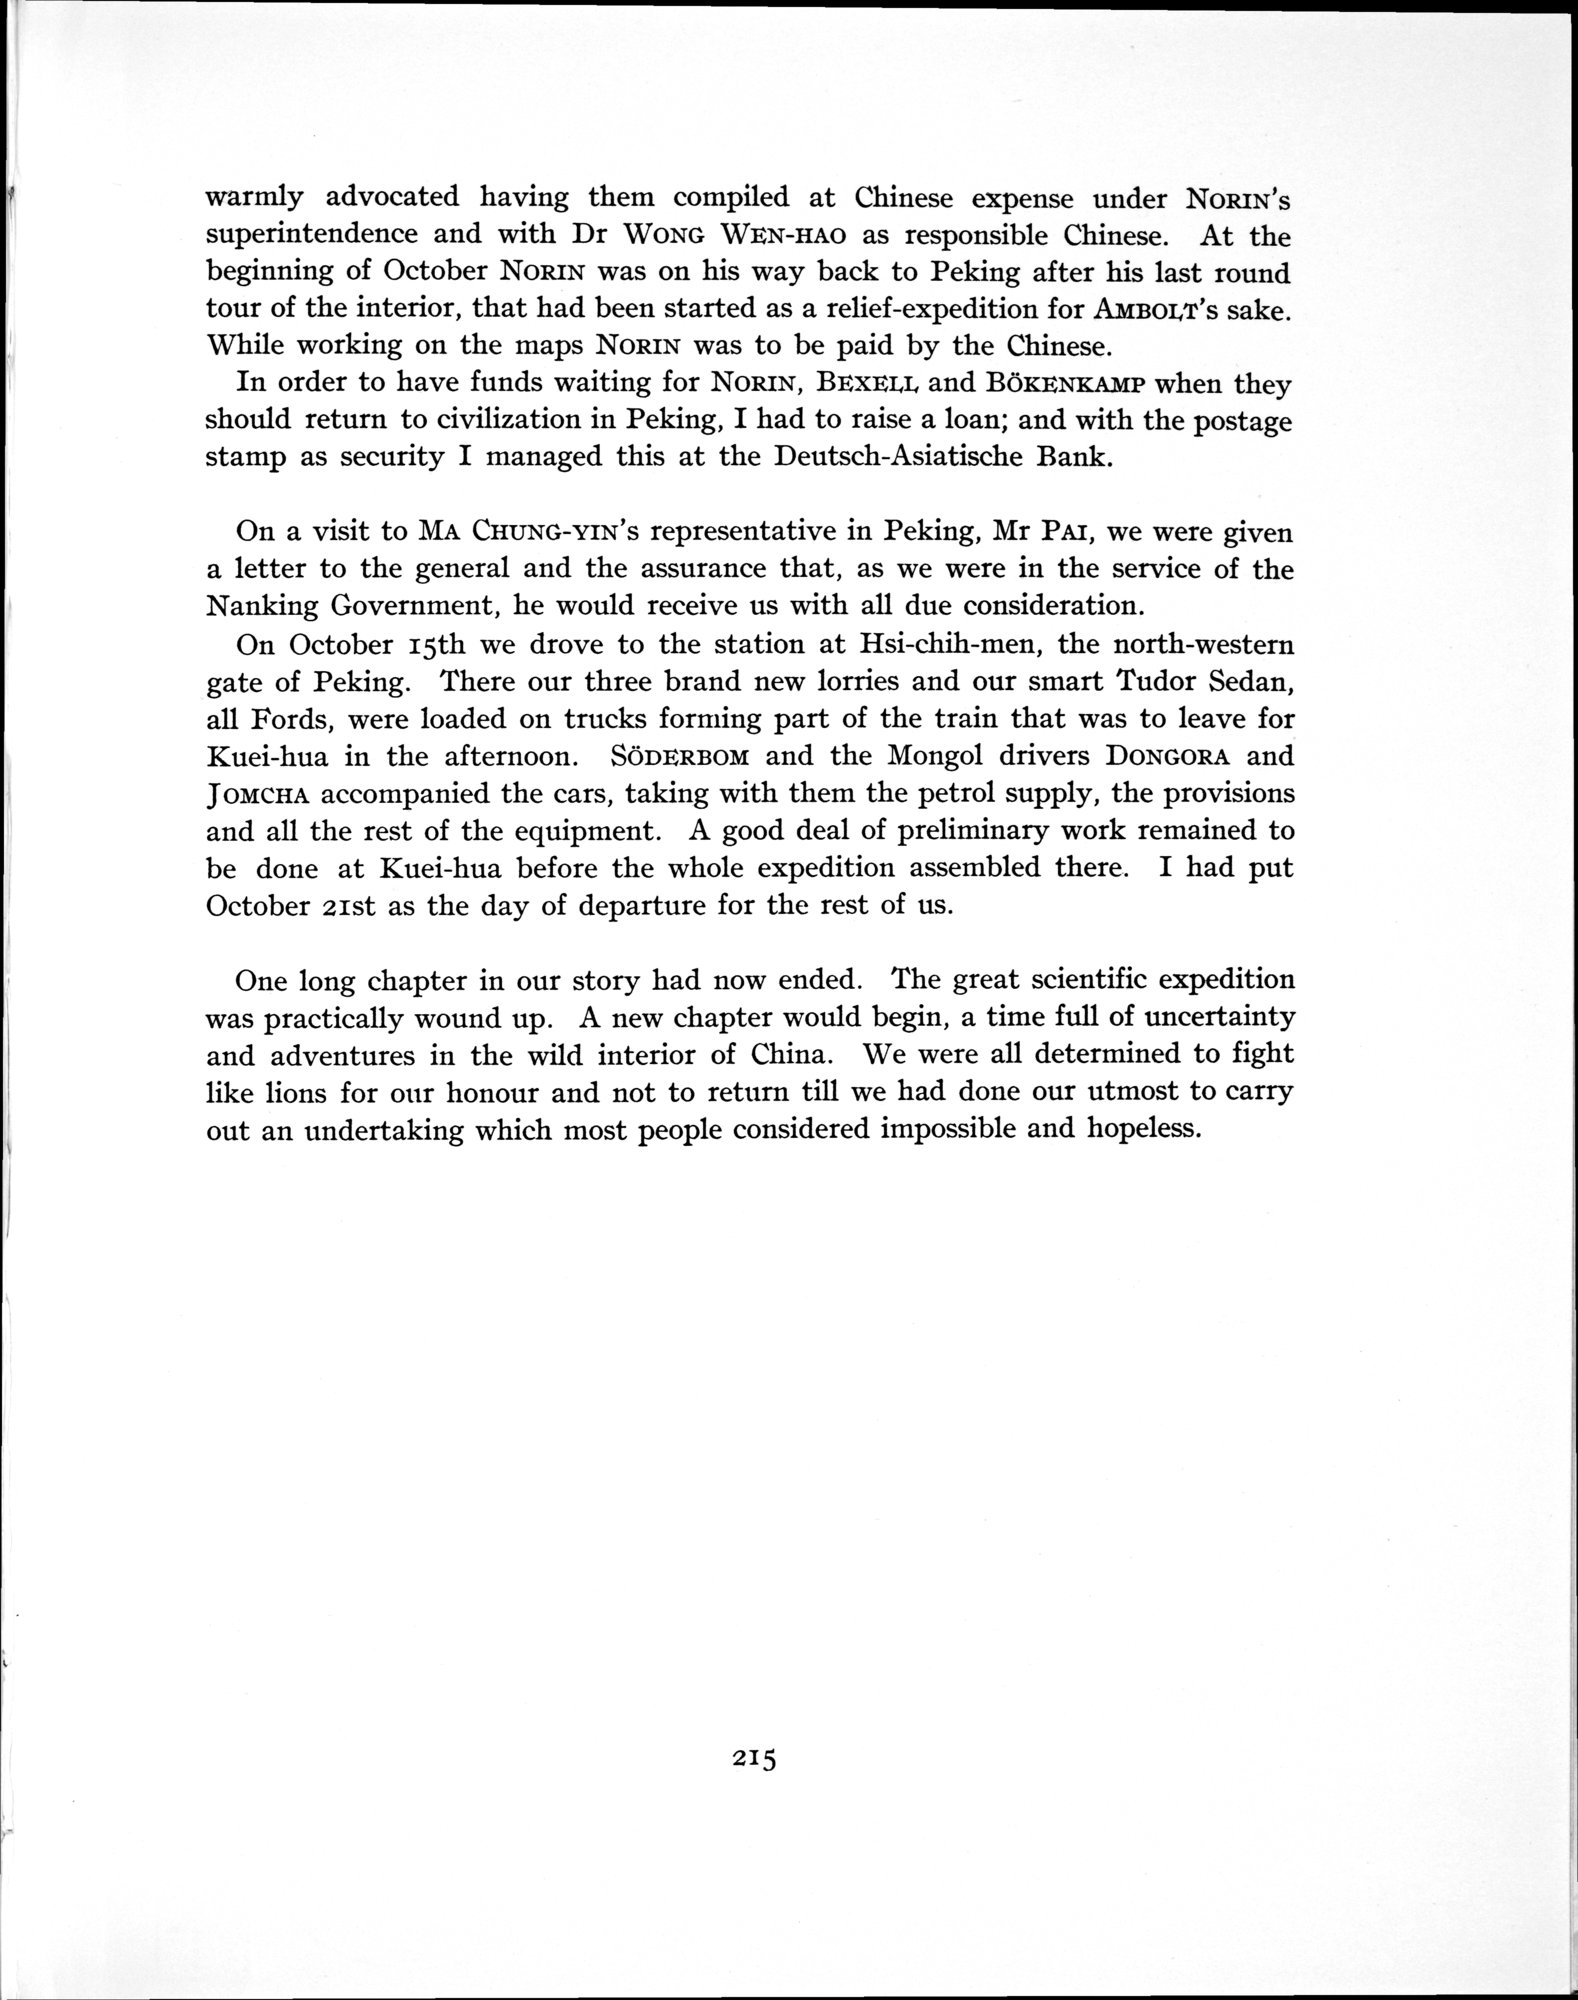 warmly advocated having them compiled at Chinese expense under NORIN's
superintendence and with Dr WONG WEN-HAO as responsible Chinese. At the
beginning of October NORIN was on his way back to Peking after his last round
tour of the interior, that had been started as a relief-expedition for AMBOLT's sake.
While working on the maps NORIN was to be paid by the Chinese.
In order to have funds waiting for NORIN, BEXELL and BÖKENKAMP when they
should return to civilization in Peking, I had to raise a loan; and with the postage
stamp as security I managed this at the Deutsch-Asiatische Bank.
On a visit to MA CHUNG-YIN's representative in Peking, Mr PAI, we were given
a letter to the general and the assurance that, as we were in the service of the
Nanking Government, he would receive us with all due consideration.
On October 15th we drove to the station at Hsi-chih-men, the north-western
gate of Peking. There our three brand new lorries and our smart Tudor Sedan,
all Fords, were loaded on trucks forming part of the train that was to leave for
Kuei-hua in the afternoon. SÖDERBOM and the Mongol drivers DONGORA and
JOMCHA accompanied the cars, taking with them the petrol supply, the provisions
and all the rest of the equipment. A good deal of preliminary work remained to
be done at Kuei-hua before the whole expedition assembled there. I had put
October 21st as the day of departure for the rest of us.
One long chapter in our story had now ended. The great scientific expedition
was practically wound up. A new chapter would begin, a time full of uncertainty
and adventures in the wild interior of China. We were all determined to fight
like lions for our honour and not to return till we had done our utmost to carry
out an undertaking which most people considered impossible and hopeless.
215